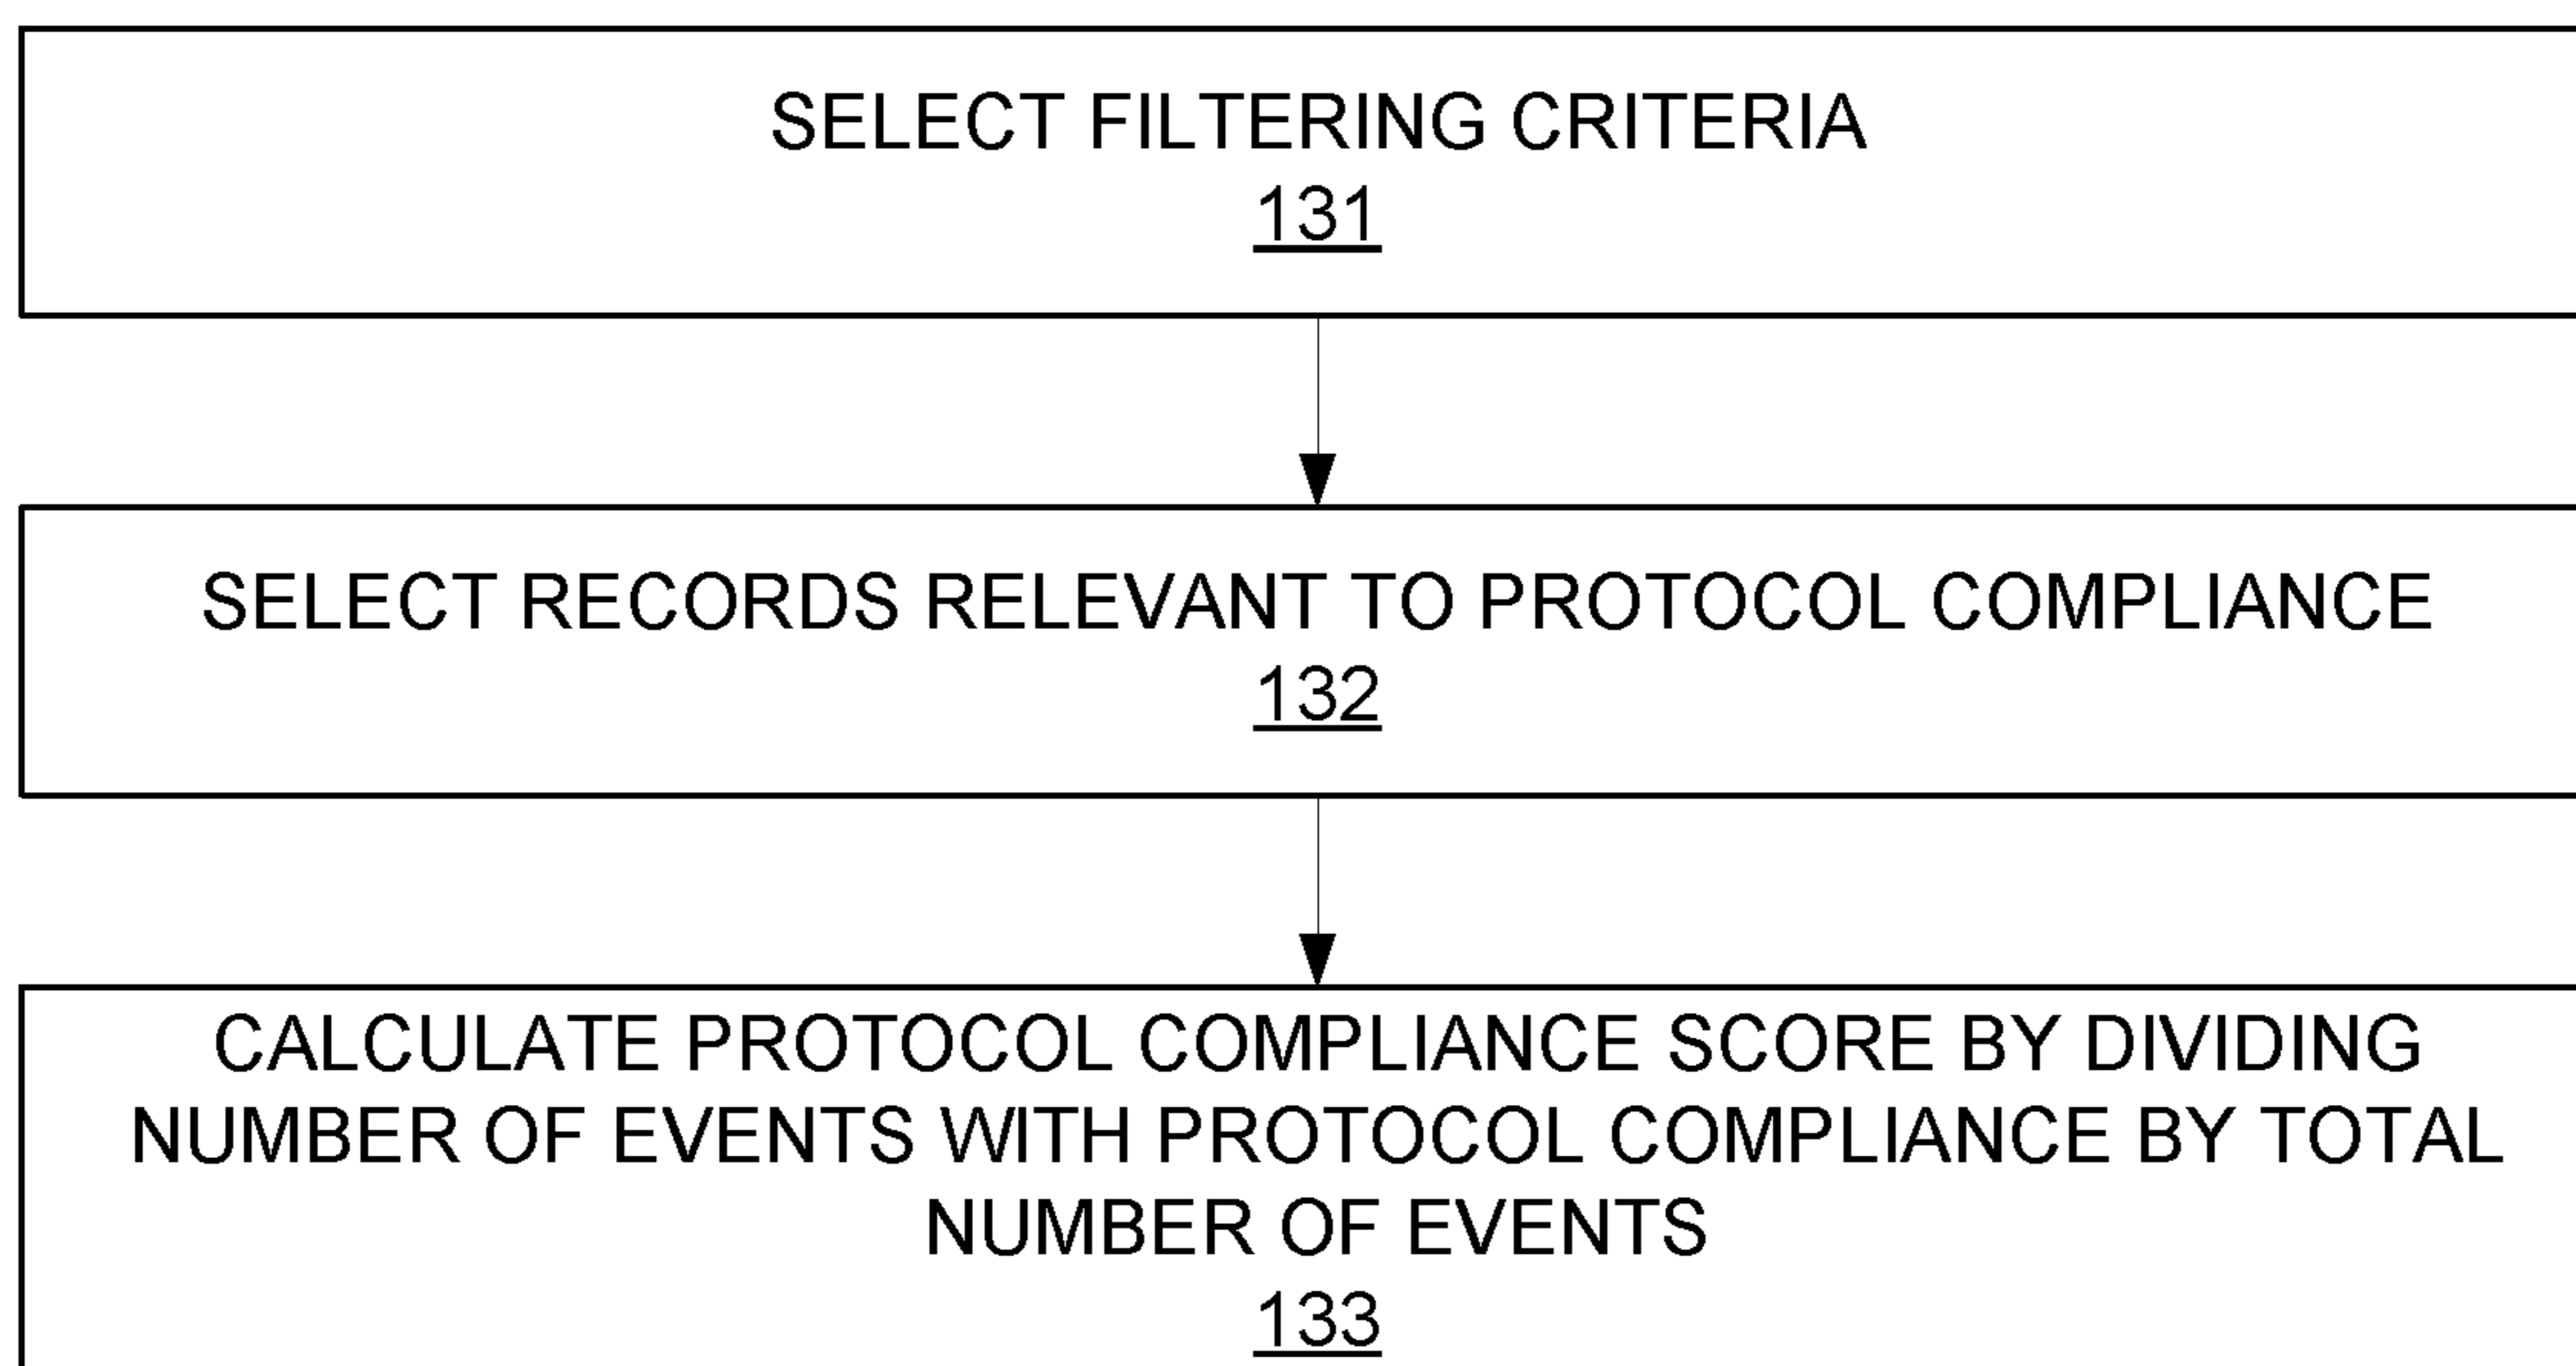 SELECT FILTERING CRITERIA
131
SELECT RECORDS RELEVANT TO PROTOCOL COMPLIANCE
132
CALCULATE PROTOCOL COMPLIANCE SCORE BY DIVIDING
NUMBER OF EVENTS WITH PROTOCOL COMPLIANCE BY TOTAL
NUMBER OF EVENTS
133